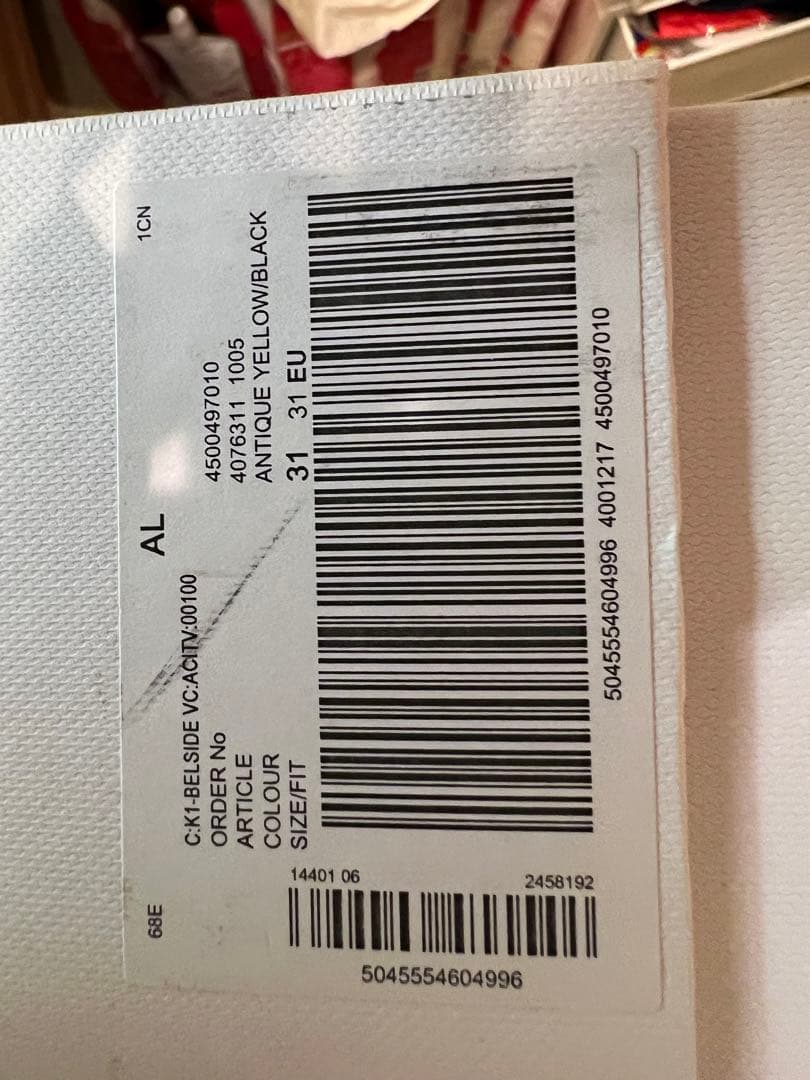 68E AL 1CN
C:K1-BELSIDE VC:ACITV:00100
ORDER No 4500497010
ARTICLE 4076311 1005
COLOUR ANTIQUE YELLOW/BLACK
SIZE/FIT 31 31 EU
14401 06
2458192
5045554604996
5045554604996 4001217 4500497010